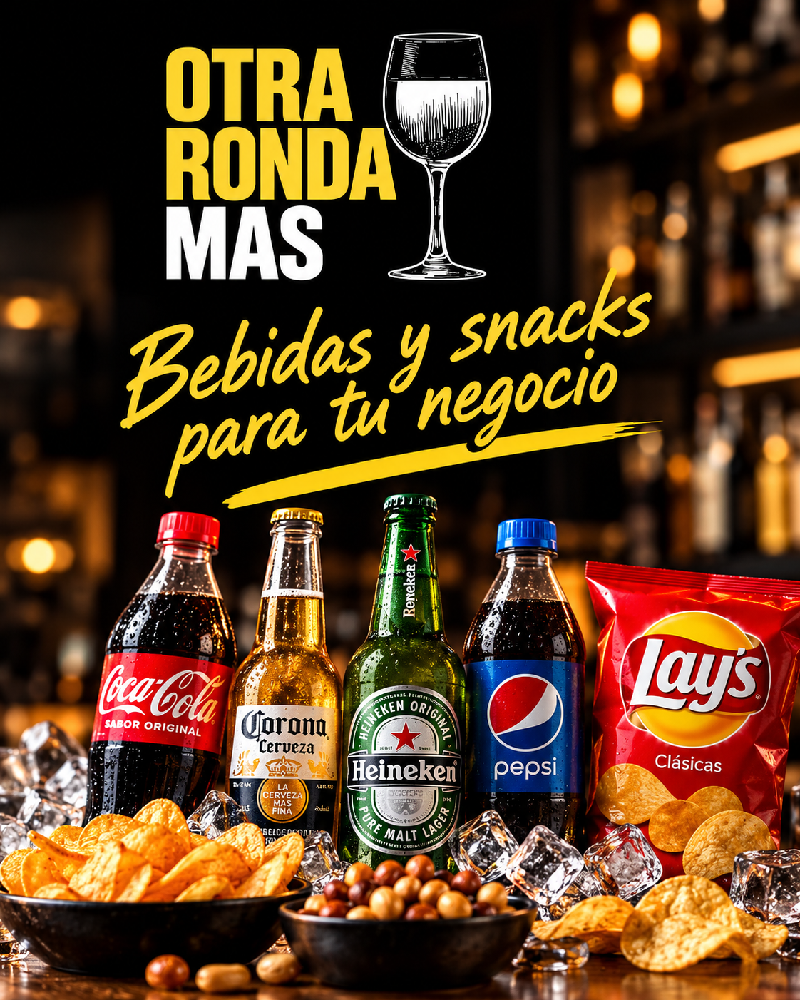 OTRA
RONDA
MAS
Bebidas y snacks
para tu negocio
Coca-Cola
SABOR ORIGINAL
Corona
Cerveza
LA
CERVEZA
MAS
FINA
Heineken
HEINEKEN ORIGINAL
Heineken
PURE MALT LAGER
pepsi
Lay's
Clásicas